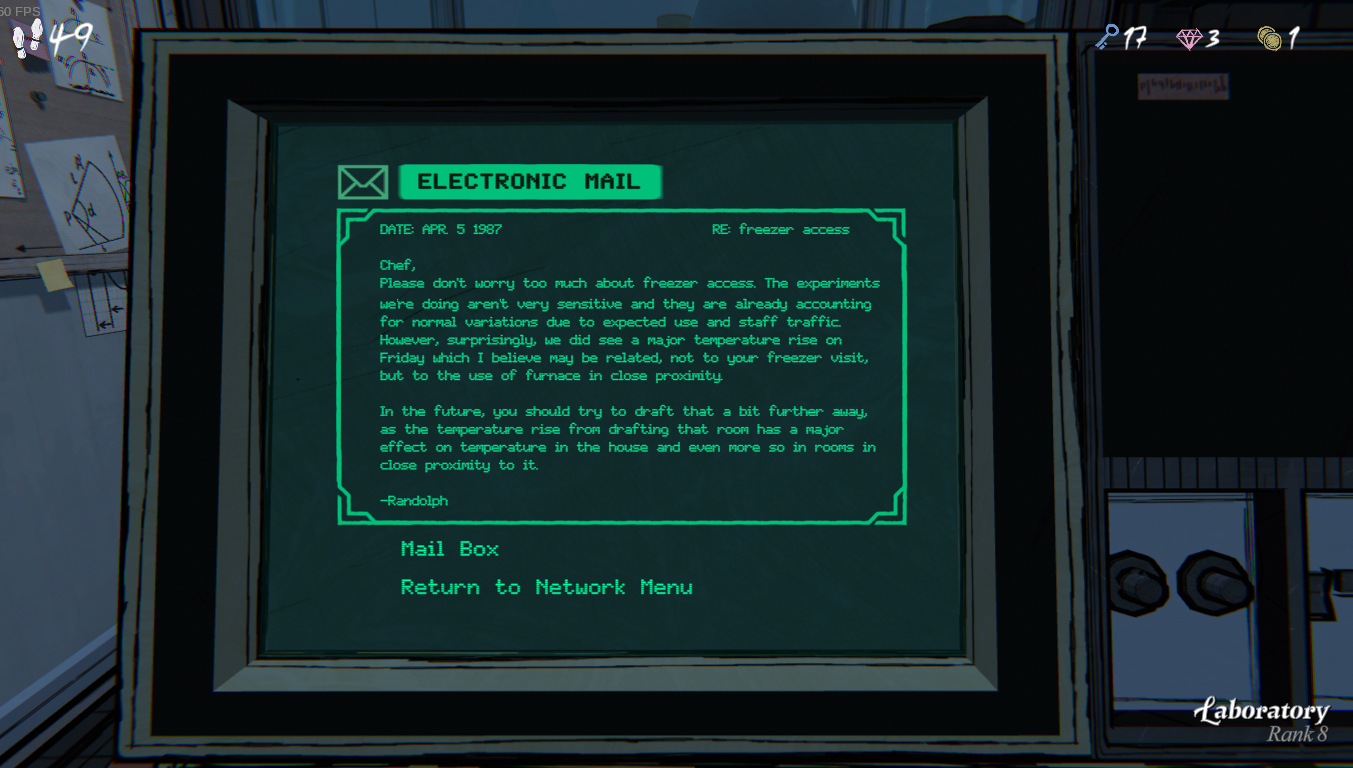 60 FPS
49
17
3
1
ELECTRONIC MAIL
DATE: APR. 5 1987 RE: freezer access
Chef,
Please don't worry too much about freezer access. The experiments
we're doing aren't very sensitive and they are already accounting
for normal variations due to expected use and staff traffic.
However, surprisingly, we did see a major temperature rise on
Friday which I believe may be related, not to your freezer visit,
but to the use of furnace in close proximity.
In the future, you should try to draft that a bit further away,
as the temperature rise from drafting that room has a major
effect on temperature in the house and even more so in rooms in
close proximity to it.
-Randolph
Mail Box
Return to Network Menu
Laboratory
Rank 8